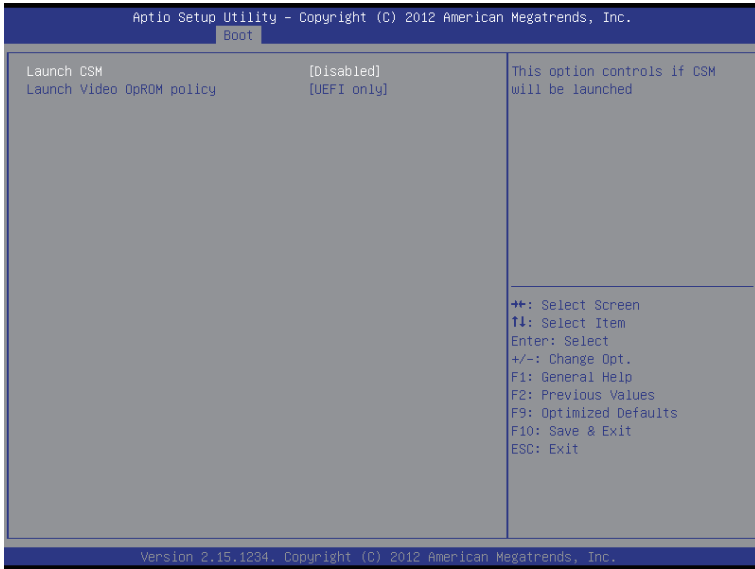 Aptio Setup Utility – Copyright (C) 2012 American Megatrends, Inc.
Boot
Launch CSM [Disabled]
Launch Video OpROM policy [UEFI only]
This option controls if CSM
will be launched
→←: Select Screen
↑↓: Select Item
Enter: Select
+/-: Change Opt.
F1: General Help
F2: Previous Values
F9: Optimized Defaults
F10: Save & Exit
ESC: Exit
Version 2.15.1234. Copyright (C) 2012 American Megatrends, Inc.